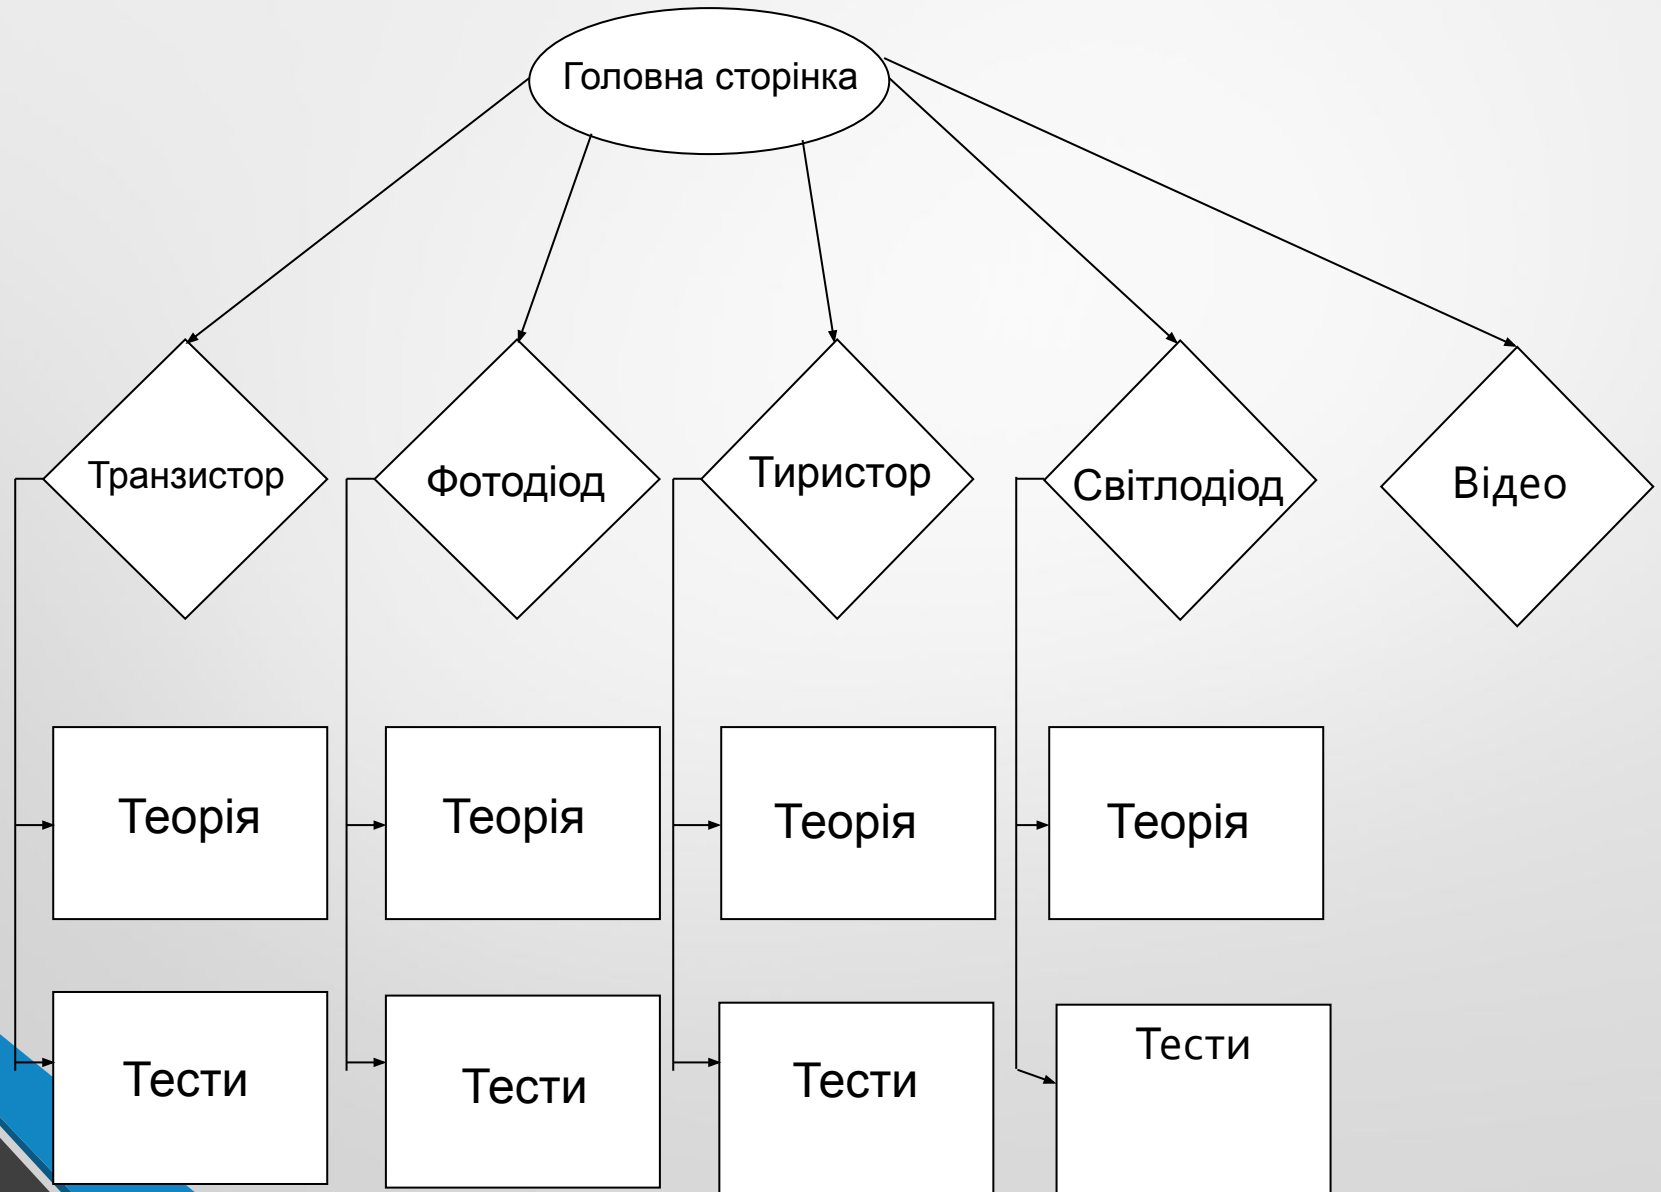 Головна сторінка
Транзистор
Фотодіод
Тиристор
Світлодіод
Відео
Теорія
Теорія
Теорія
Теорія
Тести
Тести
Тести
Тести